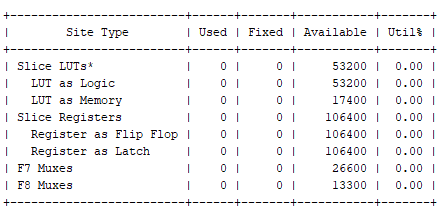 +----------------------------+------+-------+-----------+-------+
|          Site Type         | Used | Fixed | Available | Util% |
+----------------------------+------+-------+-----------+-------+
| Slice LUTs*                |    0 |     0 |     53200 |  0.00 |
|   LUT as Logic             |    0 |     0 |     53200 |  0.00 |
|   LUT as Memory            |    0 |     0 |     17400 |  0.00 |
| Slice Registers            |    0 |     0 |    106400 |  0.00 |
|   Register as Flip Flop    |    0 |     0 |    106400 |  0.00 |
|   Register as Latch        |    0 |     0 |    106400 |  0.00 |
| F7 Muxes                   |    0 |     0 |     26600 |  0.00 |
| F8 Muxes                   |    0 |     0 |     13300 |  0.00 |
+----------------------------+------+-------+-----------+-------+